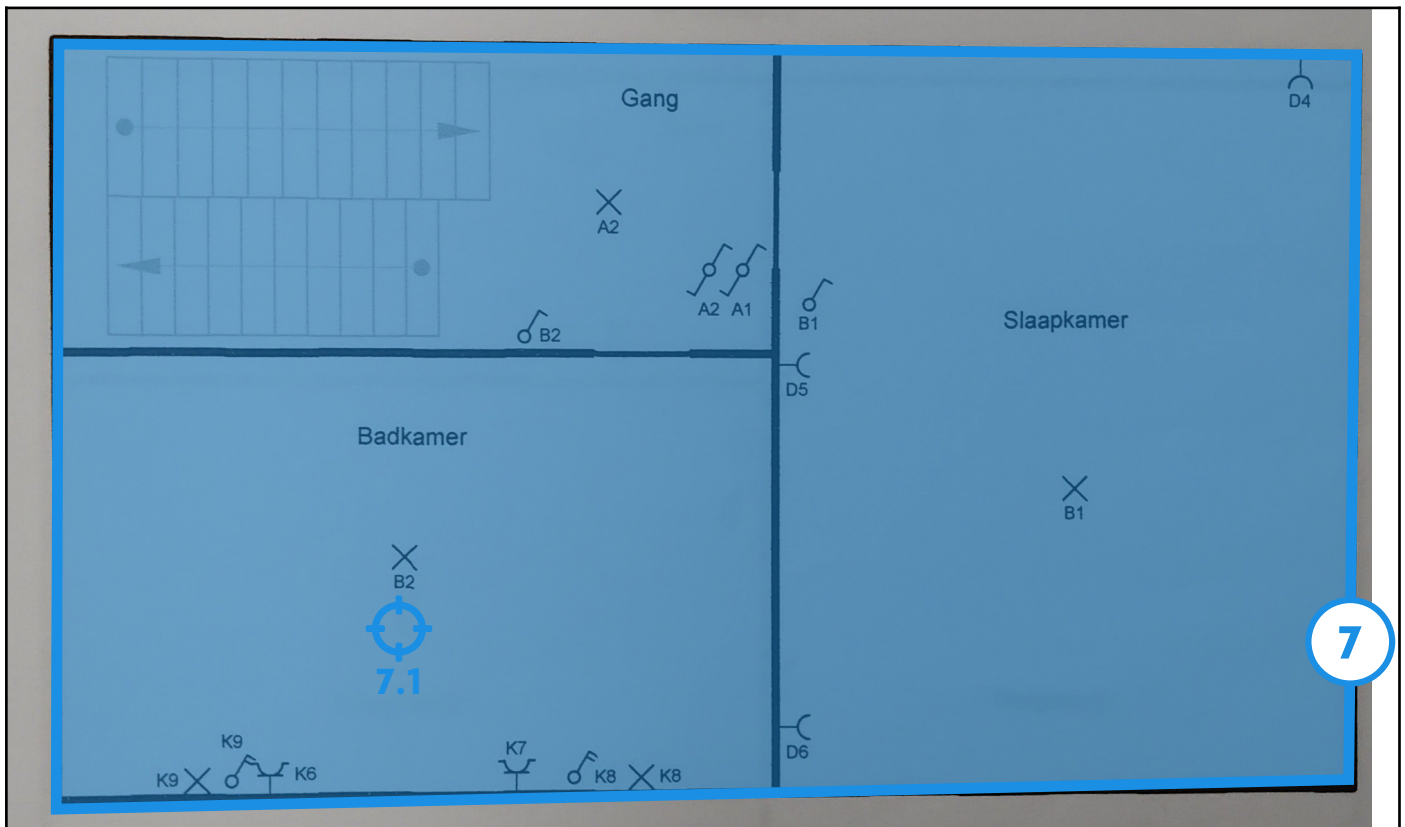 Gang
D4
A2
A2 A1
B1
B2
Slaapkamer
D5
Badkamer
B1
B2
7
7.1
K9
K7
D6
K9
K6
K8
K8